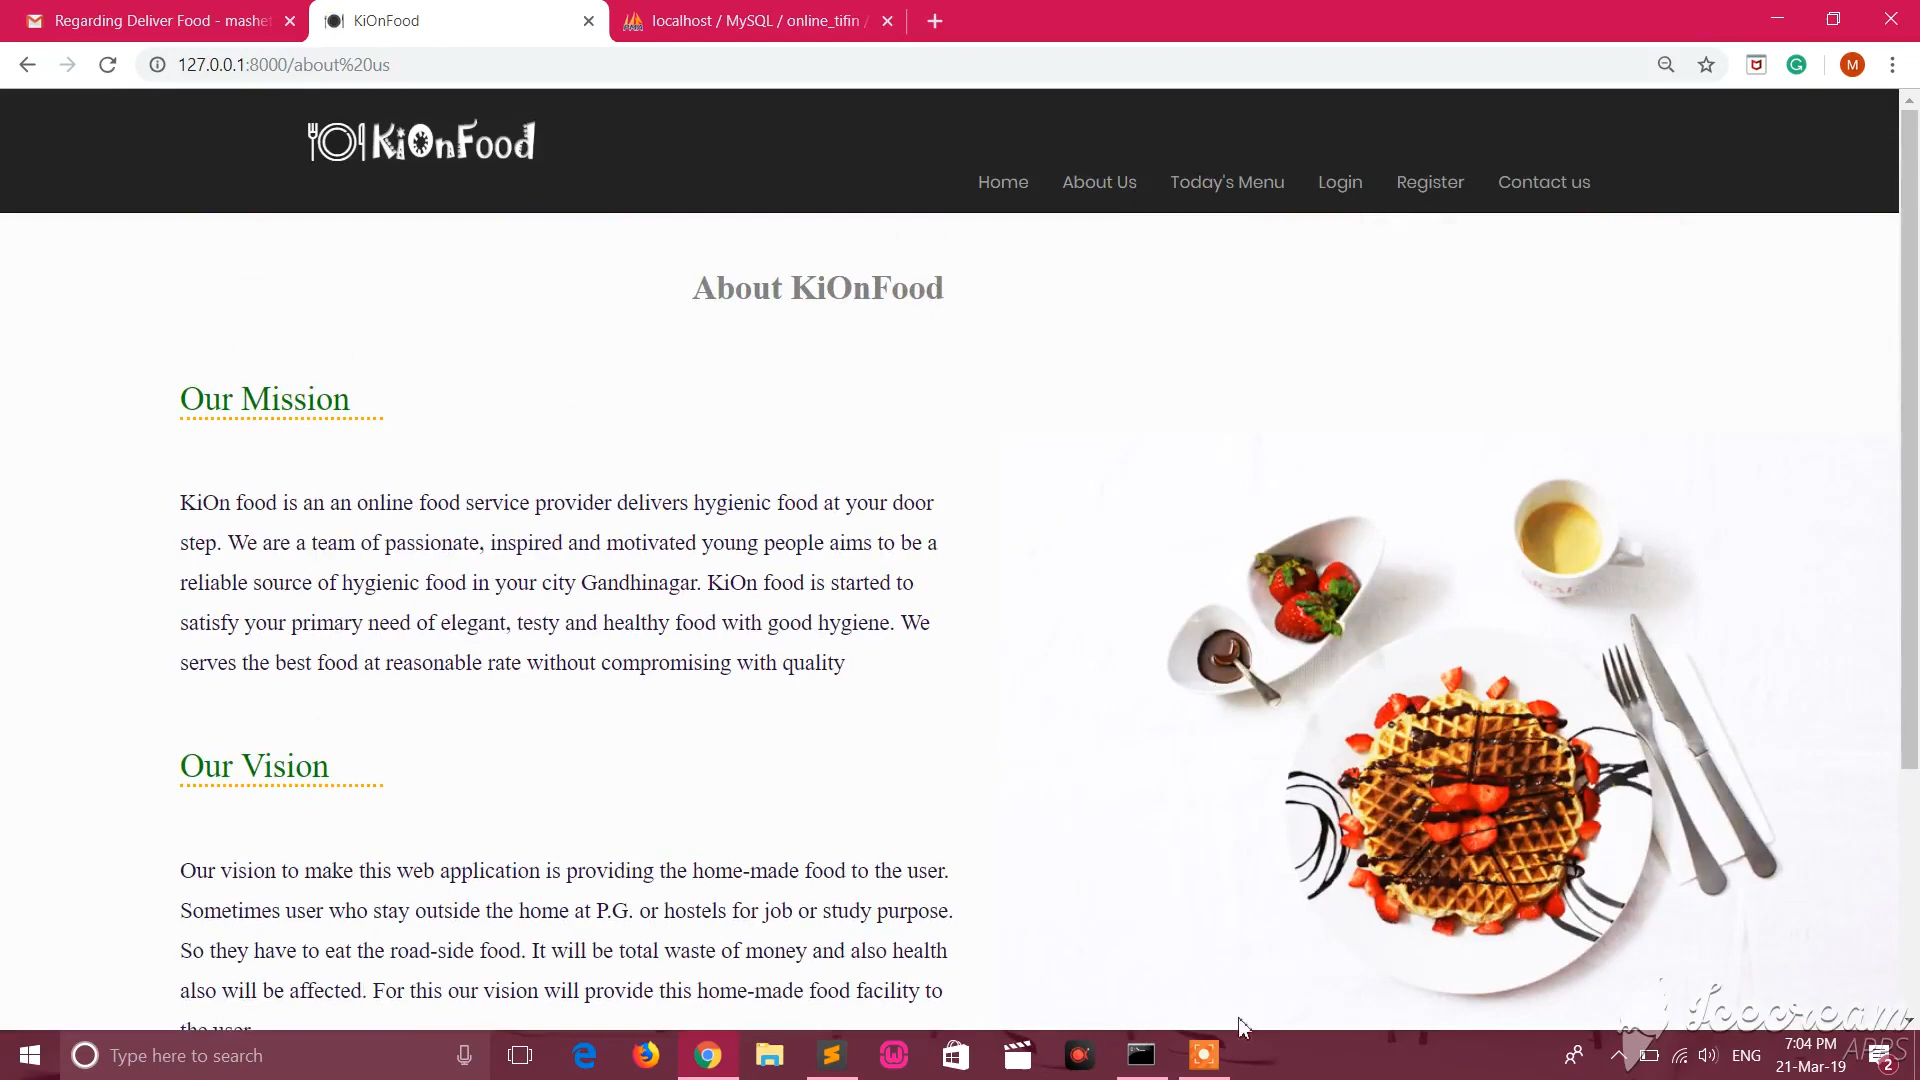 Regarding Deliver Food - mashet
KiOnFood
localhost / MySQL / online_tifin /
127.0.0.1:8000/about%20us
M
KiOnFood
Home About Us Today's Menu Login Register Contact us
About KiOnFood
Our Mission
KiOn food is an an online food service provider delivers hygienic food at your door
step. We are a team of passionate, inspired and motivated young people aims to be a
reliable source of hygienic food in your city Gandhinagar. KiOn food is started to
satisfy your primary need of elegant, testy and healthy food with good hygiene. We
serves the best food at reasonable rate without compromising with quality
Our Vision
Our vision to make this web application is providing the home-made food to the user.
Sometimes user who stay outside the home at P.G. or hostels for job or study purpose.
So they have to eat the road-side food. It will be total waste of money and also health
also will be affected. For this our vision will provide this home-made food facility to
the user
Icecream
APPS
Type here to search
ENG
7:04 PM
21-Mar-19
2